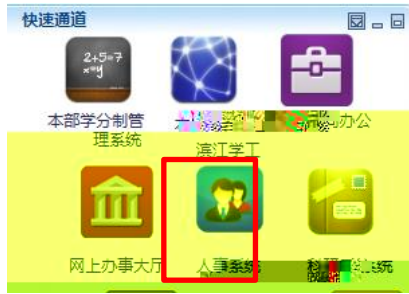 快速通道
2+5=7
x=y
本部学分制管
理系统
办公
滨江学工
网上办事大厅
人事系统
科研系统